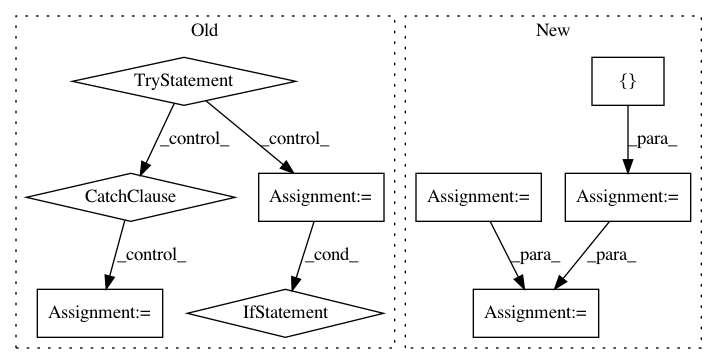 Old
New
TryStatement
{}
_control_
_control_
_para_
CatchClause
Assignment:=
Assignment:=
Assignment:=
_control_
_cond_
_para_
_para_
Assignment:=
IfStatement
Assignment:=